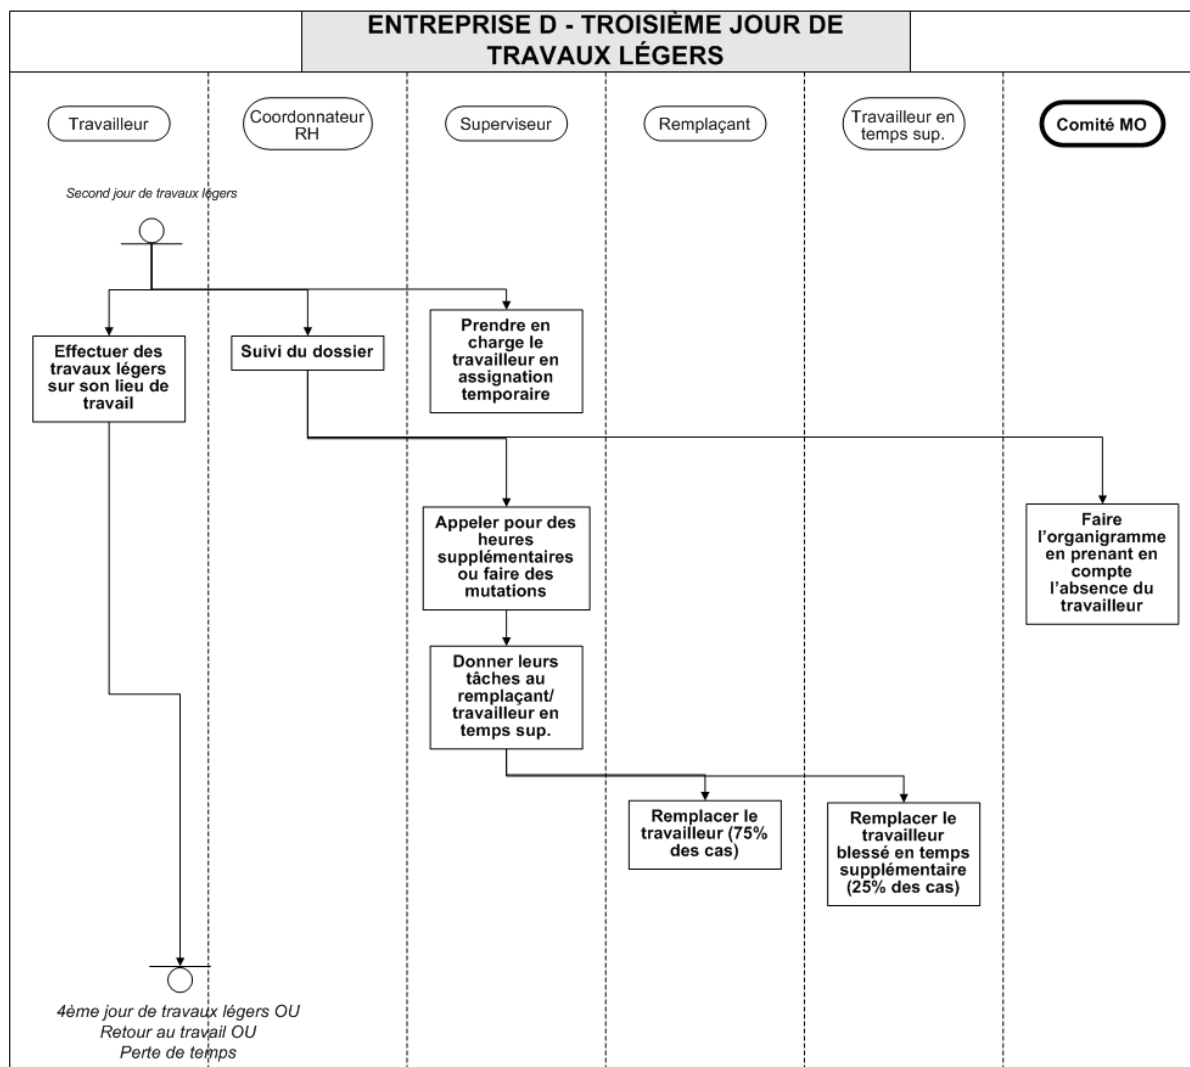 ENTREPRISE D - TROISIÈME JOUR DE
TRAVAUX LÉGERS
Travailleur
Coordonnateur
RH
Superviseur
Remplaçant
Travailleur en
temps sup.
Comité MO
Second jour de travaux légers
Effectuer des
travaux légers
sur son lieu de
travail
Suivi du dossier
Prendre en
charge le
travailleur en
assignation
temporaire
Appeler pour des
heures
supplémentaires
ou faire des
mutations
Faire
l'organigramme
en prenant en
compte
l'absence du
travailleur
Donner leurs
tâches au
remplaçant/
travailleur en
temps sup.
Remplacer le
travailleur (75%
des cas)
Remplacer le
travailleur
blessé en temps
supplémentaire
(25% des cas)
4ème jour de travaux légers OU
Retour au travail OU
Perte de temps